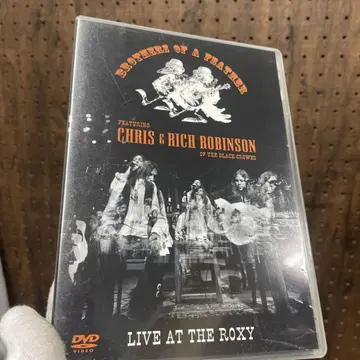 BROTHERS OF A FEATHER
FEATURING
CHRIS & RICH ROBINSON
OF THE BLACK CROWES
LIVE AT THE ROXY
DVD
VIDEO